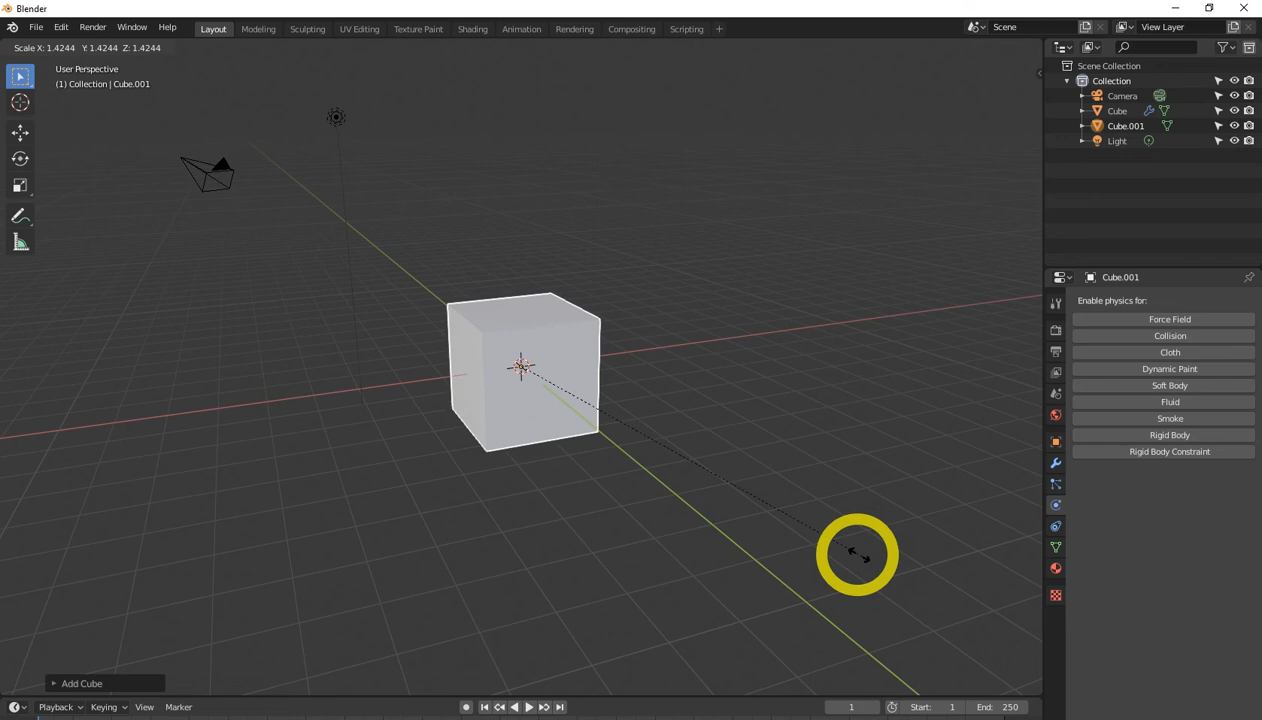 Blender
File Edit Render Window Help Layout Modeling Sculpting UV Editing Texture Paint Shading Animation Rendering Compositing Scripting + Scene View Layer
Scale X: 1.4244 Y: 1.4244 Z: 1.4244
User Perspective
(1) Collection | Cube.001
Scene Collection
Collection
Camera
Cube
Cube.001
Light
Cube.001
Enable physics for:
Force Field
Collision
Cloth
Dynamic Paint
Soft Body
Fluid
Smoke
Rigid Body
Rigid Body Constraint
Add Cube
Playback Keying View Marker 1 Start: 1 End: 250